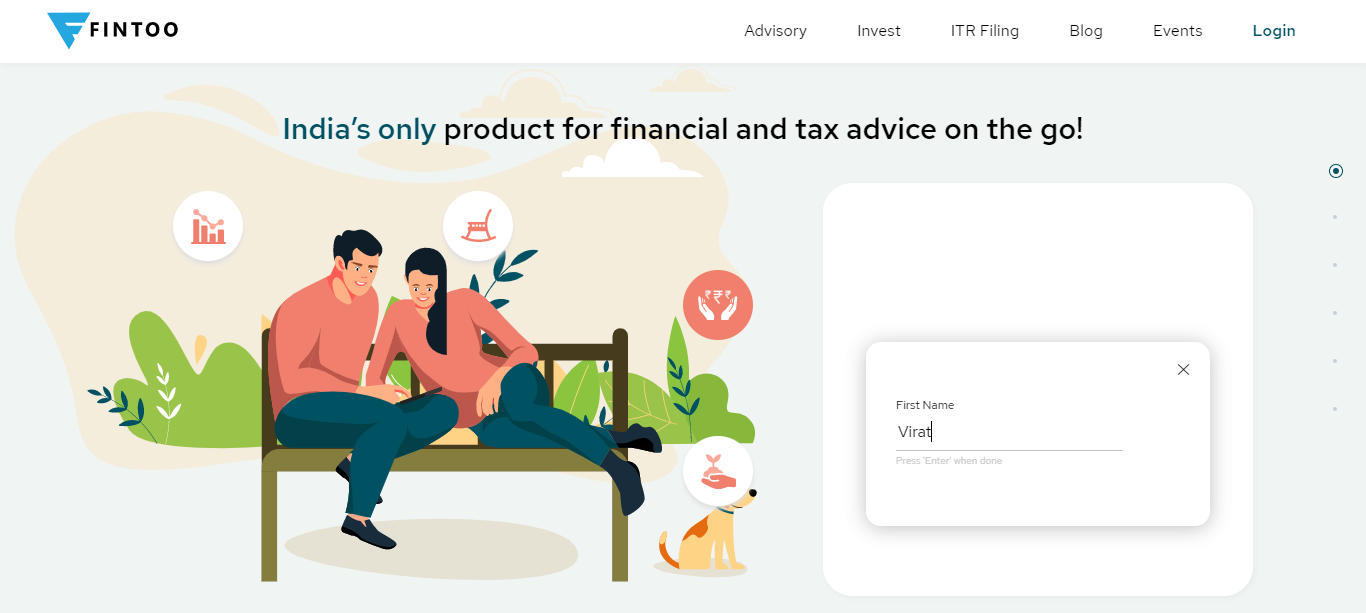 FINTOO
Advisory Invest ITR Filing Blog Events Login
India’s only product for financial and tax advice on the go!
₹ ₹ ₹
First Name
Virat
Press 'Enter' when done